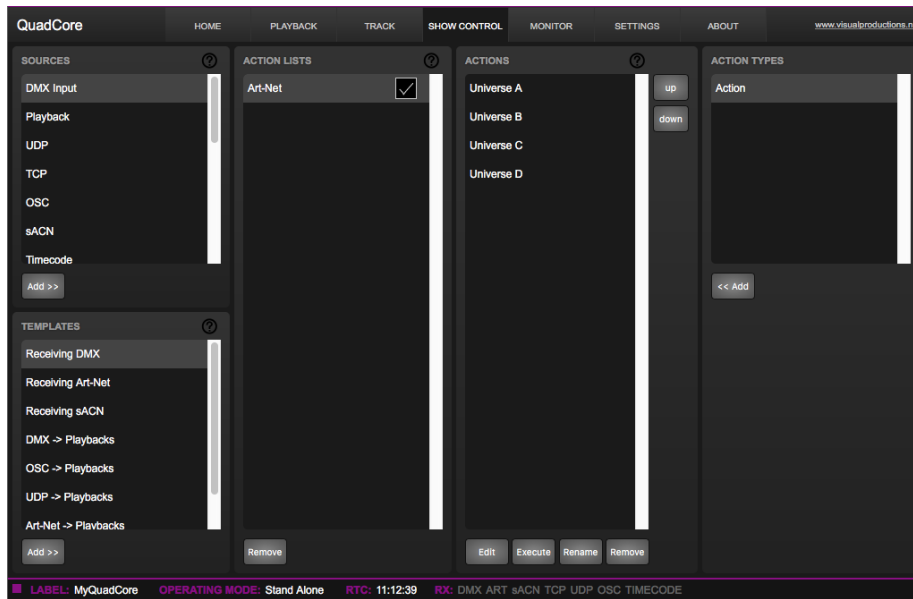 QuadCore
HOME
PLAYBACK
TRACK
SHOW CONTROL
MONITOR
SETTINGS
ABOUT
SOURCES
DMX Input
Playback
UDP
TCP
OSC
sACN
Timecode
Add >>
TEMPLATES
Receiving DMX
Receiving Art-Net
Receiving sACN
DMX -> Playbacks
OSC -> Playbacks
UDP -> Playbacks
Art-Net -> Playbacks
Add >>
ACTION LISTS
Art-Net
Remove
ACTIONS
Universe A
Universe B
Universe C
Universe D
up
down
Edit
Execute
Rename
Remove
ACTION TYPES
Action
<< Add
LABEL: MyQuadCore OPERATING MODE: Stand Alone RTC: 11:12:39 RX: DMX ART sACN TCP UDP OSC TIMECODE